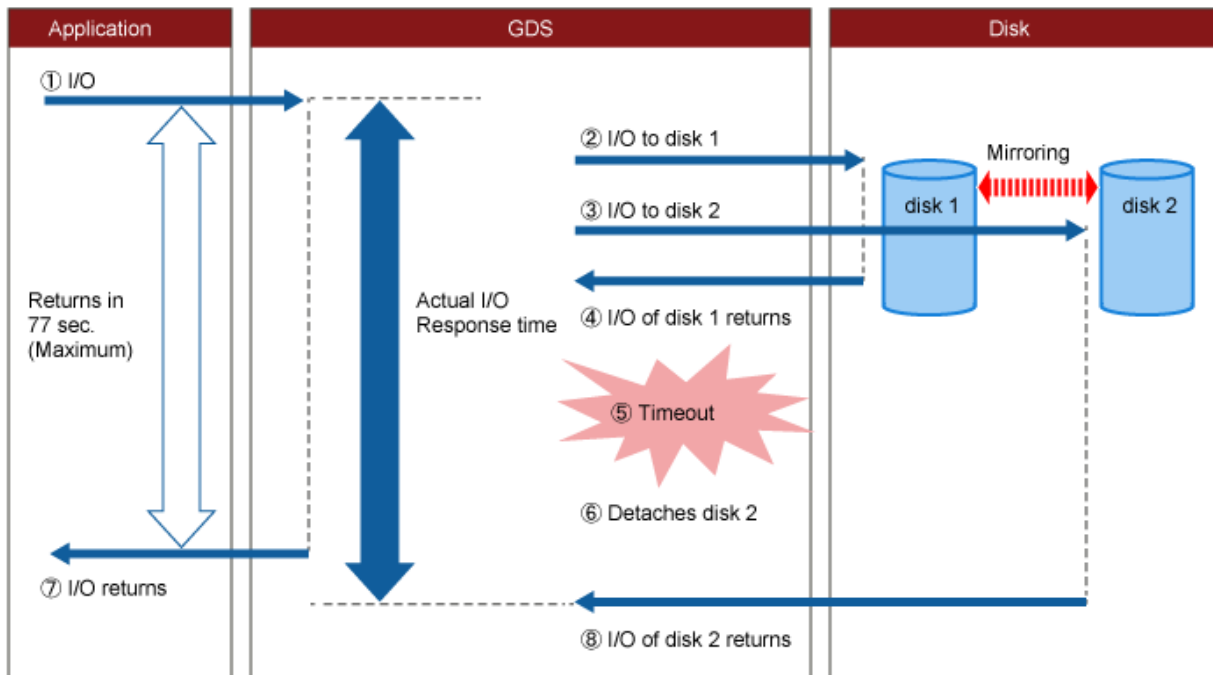 Application
GDS
Disk
① I/O
② I/O to disk 1
Mirroring
③ I/O to disk 2
disk 1
disk 2
Returns in
77 sec.
(Maximum)
Actual I/O
Response time
④ I/O of disk 1 returns
⑤ Timeout
⑥ Detaches disk 2
⑦ I/O returns
⑧ I/O of disk 2 returns